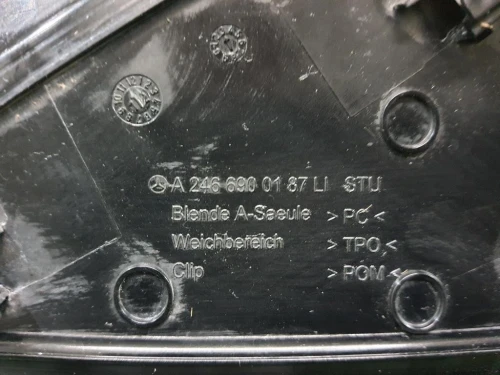 A 246 690 01 87 LI STU
Blende A-Saeule >PC<
Weichbereich >TPO,<
Clip >POM<